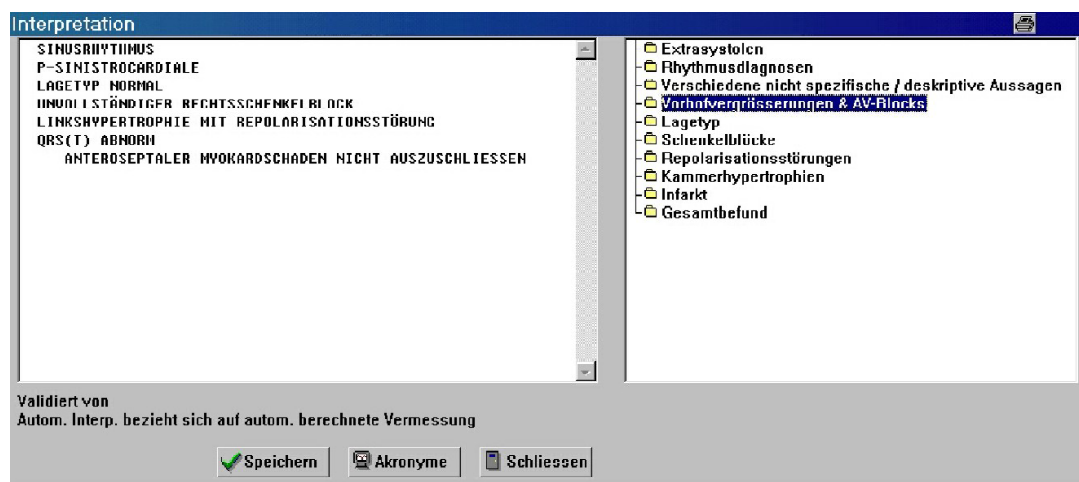 Interpretation
SINUSRHYTHMUS
P-SINISTROCARDIALE
LAGETYP NORMAL
UNVOLLSTÄNDIGER RECHTSSCHENKELBLOCK
LINKSHYPERTROPHIE MIT REPOLARISATIONSSTÖRUNG
QRS(T) ABNORM
ANTEROSEPTALER MYOKARDSCHADEN NICHT AUSZUSCHLIESSEN
Extrasystolen
Rhythmusdiagnosen
Verschiedene nicht spezifische / deskriptive Aussagen
Vorhofvergrösserungen & AV-Blocks
Lagetyp
Schenkelblöcke
Repolarisationsstörungen
Kammerhypertrophien
Infarkt
Gesamtbefund
Validiert von
Autom. Interp. bezieht sich auf autom. berechnete Vermessung
Speichern Akronyme Schliessen